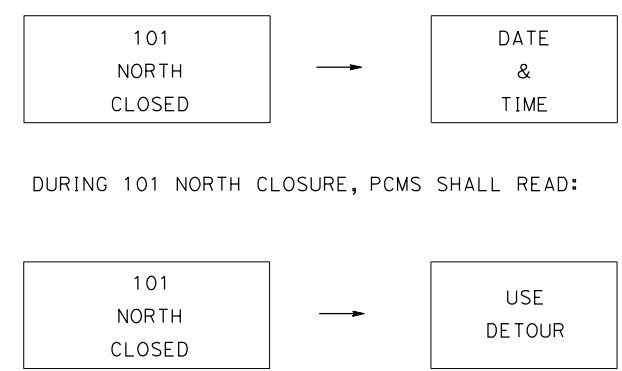 101
NORTH
CLOSED
DATE
&
TIME
DURING 101 NORTH CLOSURE, PCMS SHALL READ:
101
NORTH
CLOSED
USE
DETOUR